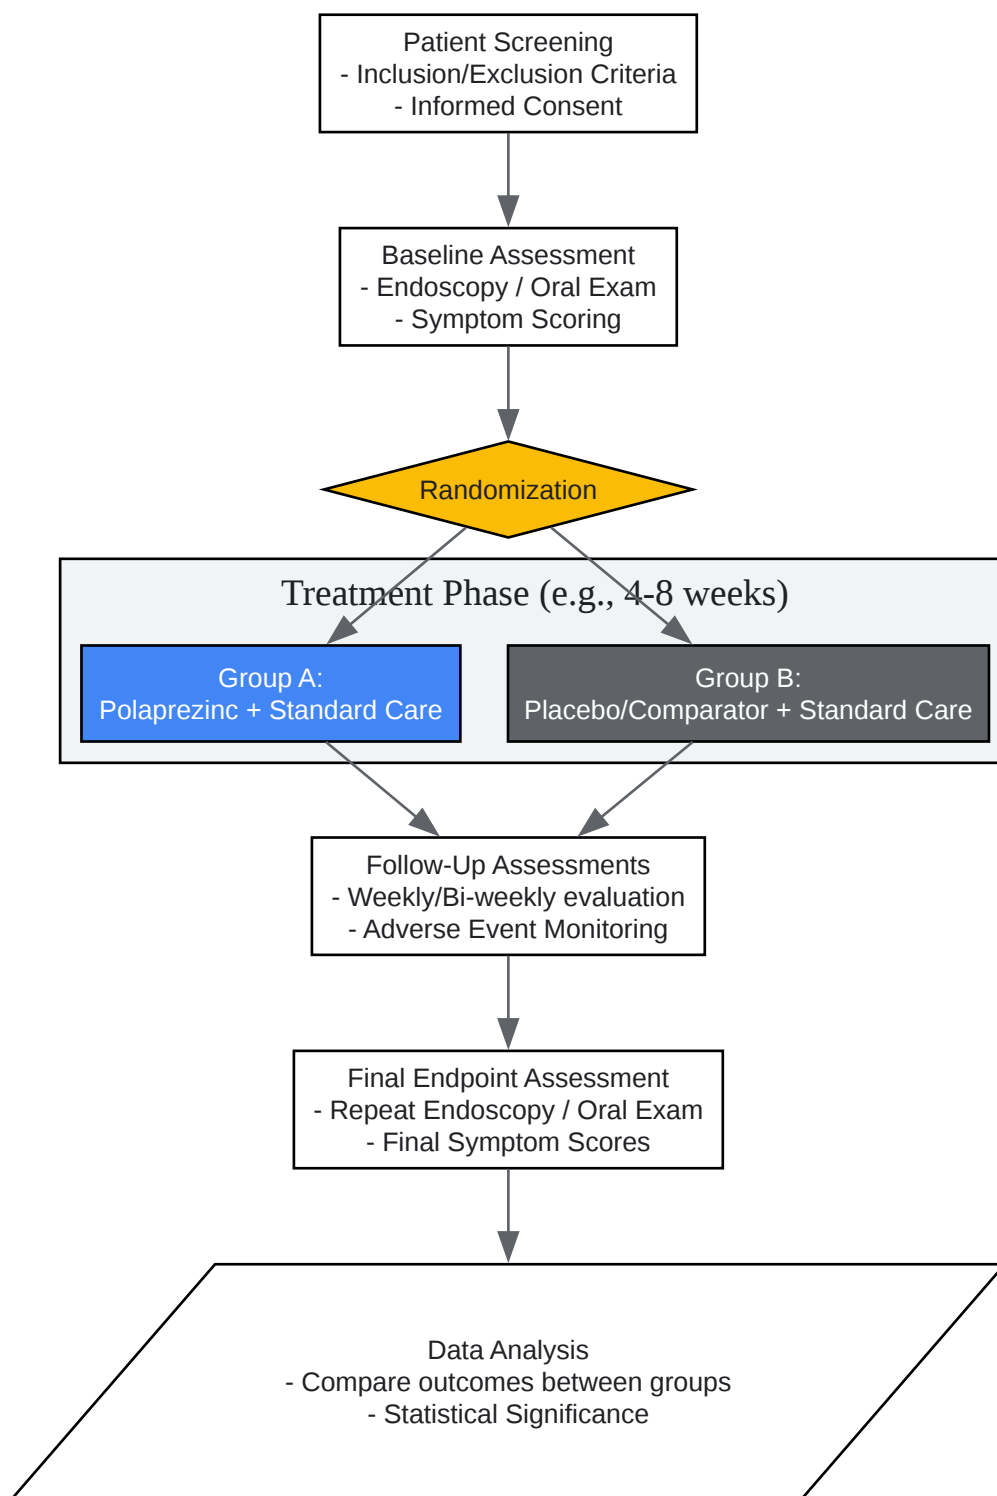 Patient Screening
- Inclusion/Exclusion Criteria
- Informed Consent
Baseline Assessment
- Endoscopy / Oral Exam
- Symptom Scoring
Randomization
Treatment Phase (e.g., 4-8 weeks)
Group A:
Polaprezinc + Standard Care
Group B:
Placebo/Comparator + Standard Care
Follow-Up Assessments
- Weekly/Bi-weekly evaluation
- Adverse Event Monitoring
Final Endpoint Assessment
- Repeat Endoscopy / Oral Exam
- Final Symptom Scores
Data Analysis
- Compare outcomes between groups
- Statistical Significance